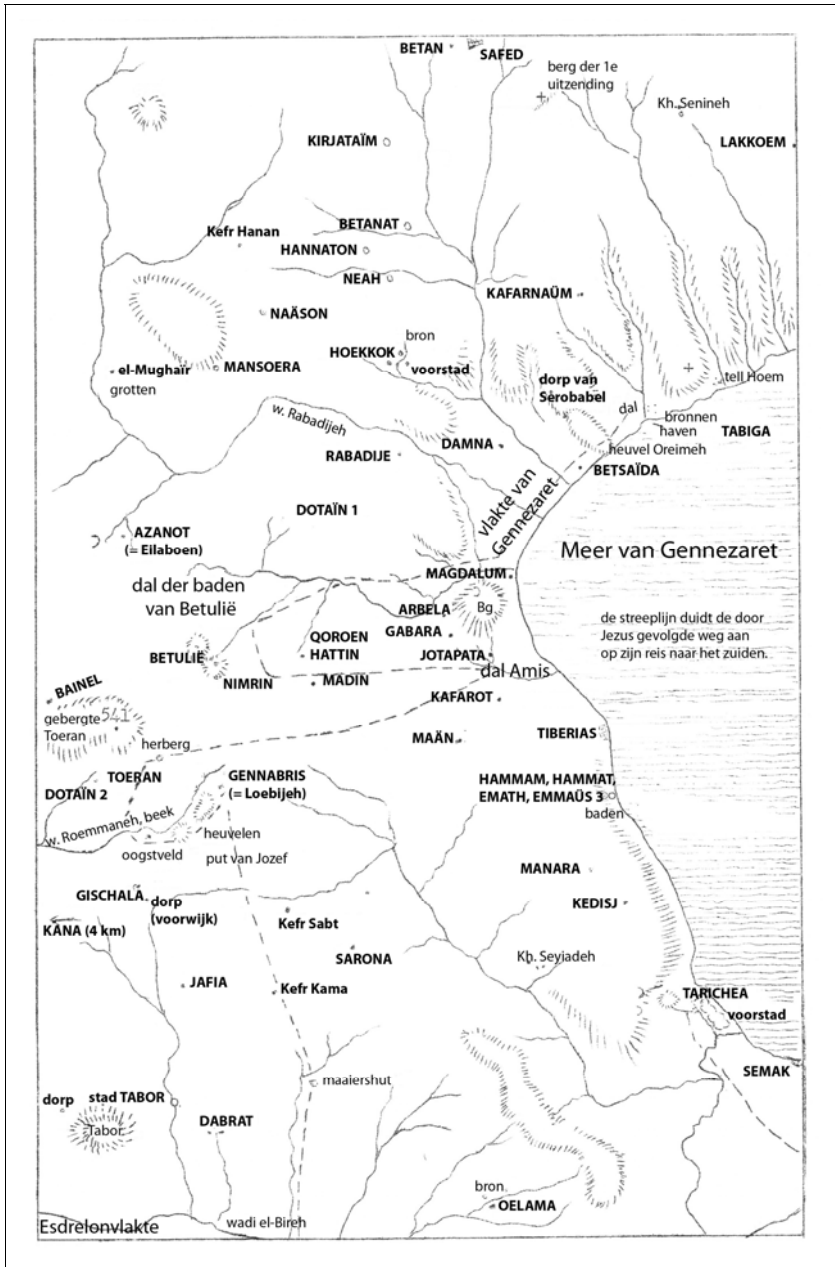 BETAN
SAFED
berg der 1e
uitzending
Kh. Senineh
KIRJATAÏM
LAKKOEM
BETANAT
Kefr Hanan
HANNATON
NEAH
KAFARNAÜM
NAÄSON
bron
HOEKKOK
voorstad
el-Mughaïr
grotten
MANSOERA
tell Hoem
dorp van
Serobabel
dal
bronnen
haven
TABIGA
w. Rabadijeh
DAMNA
heuvel Oreimeh
RABADIJE
BETSAÏDA
vlakte van
Gennezaret
DOTAÏN 1
AZANOT
(= Eilaboen)
Meer van Gennezaret
MAGDALUM
dal der baden
van Betulië
ARBELA
Bg
de streeplijn duidt de door
Jezus gevolgde weg aan
op zijn reis naar het zuiden.
GABARA
QOROEN
HATTIN
BETULIË
JOTAPATA
dal Amis
NIMRIN
MADIN
BAINEL
KAFAROT
gebergte
Toeran
541
MAÄN
TIBERIAS
herberg
TOERAN
GENNABRIS
(= Loebijeh)
HAMMAM, HAMMAT,
EMATH, EMMAÜS 3
baden
DOTAÏN 2
w. Roemmaneh, beek
heuvelen
oogstveld
put van Jozef
MANARA
GISCHALA
dorp
(voorwijk)
KEDISJ
KANA (4 km)
Kefr Sabt
SARONA
Kh. Seyjadeh
JAFIA
Kefr Kama
TARICHEA
voorstad
maaiershut
SEMAK
dorp
stad TABOR
Tabor
DABRAT
bron
OELAMA
wadi el-Bireh
Esdrelonvlakte